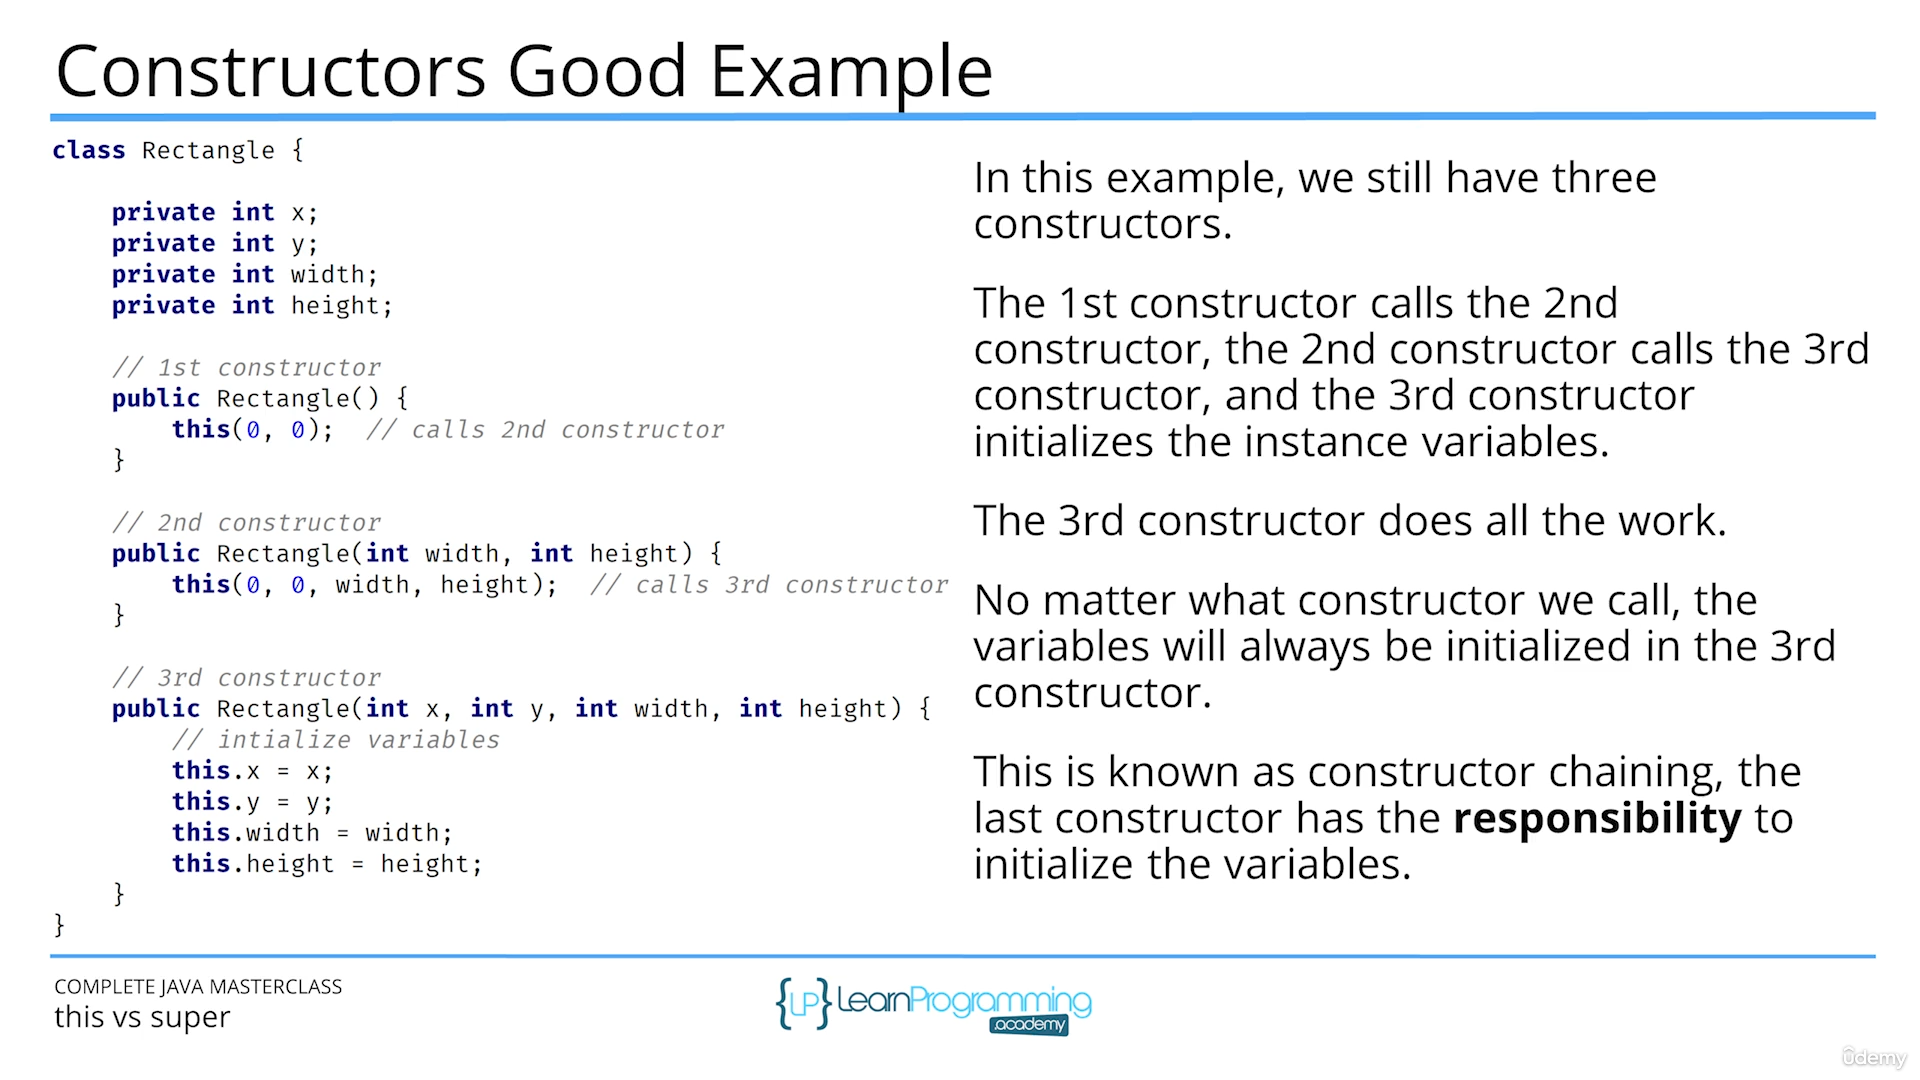 Constructors Good Example
class Rectangle {
private int x;
private int y;
private int width;
private int height;
// 1st constructor
public Rectangle() {
this(0, 0);  // calls 2nd constructor
}
// 2nd constructor
public Rectangle(int width, int height) {
this(0, 0, width, height);  // calls 3rd constructor
}
// 3rd constructor
public Rectangle(int x, int y, int width, int height) {
// intialize variables
this.x = x;
this.y = y;
this.width = width;
this.height = height;
}
}
In this example, we still have three
constructors.
The 1st constructor calls the 2nd
constructor, the 2nd constructor calls the 3rd
constructor, and the 3rd constructor
initializes the instance variables.
The 3rd constructor does all the work.
No matter what constructor we call, the
variables will always be initialized in the 3rd
constructor.
This is known as constructor chaining, the
last constructor has the responsibility to
initialize the variables.
COMPLETE JAVA MASTERCLASS
this vs super
{LP} LearnProgramming
.academy
ûdemy